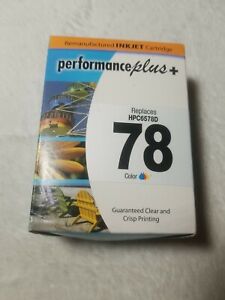 Remanufactured INKJET Cartridge
performance plus+
Replaces
HPC6578D
78
Color
Guaranteed Clear and
Crisp Printing